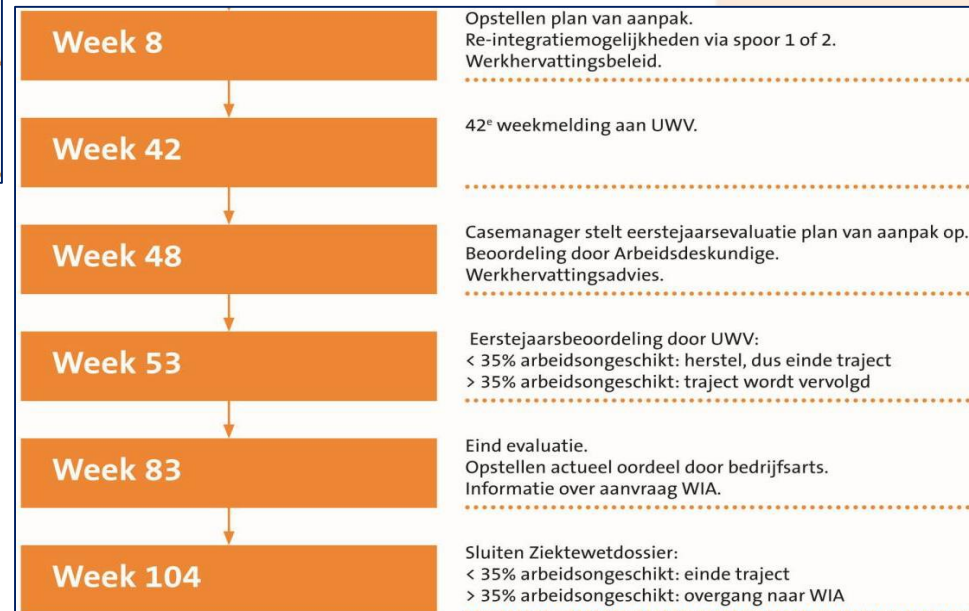 Week 8
Opstellen plan van aanpak.
Re-integratiemogelijkheden via spoor 1 of 2.
Werkhervattingsbeleid.
Week 42
42e weekmelding aan UWV.
Week 48
Casemanager stelt eerstejaarsevaluatie plan van aanpak op.
Beoordeling door Arbeidsdeskundige.
Werkhervattingsadvies.
Week 53
Eerstejaarsbeoordeling door UWV:
< 35% arbeidsongeschikt: herstel, dus einde traject
> 35% arbeidsongeschikt: traject wordt vervolgd
Week 83
Eind evaluatie.
Opstellen actueel oordeel door bedrijfsarts.
Informatie over aanvraag WIA.
Week 104
Sluiten Ziektewetdossier:
< 35% arbeidsongeschikt: einde traject
> 35% arbeidsongeschikt: overgang naar WIA